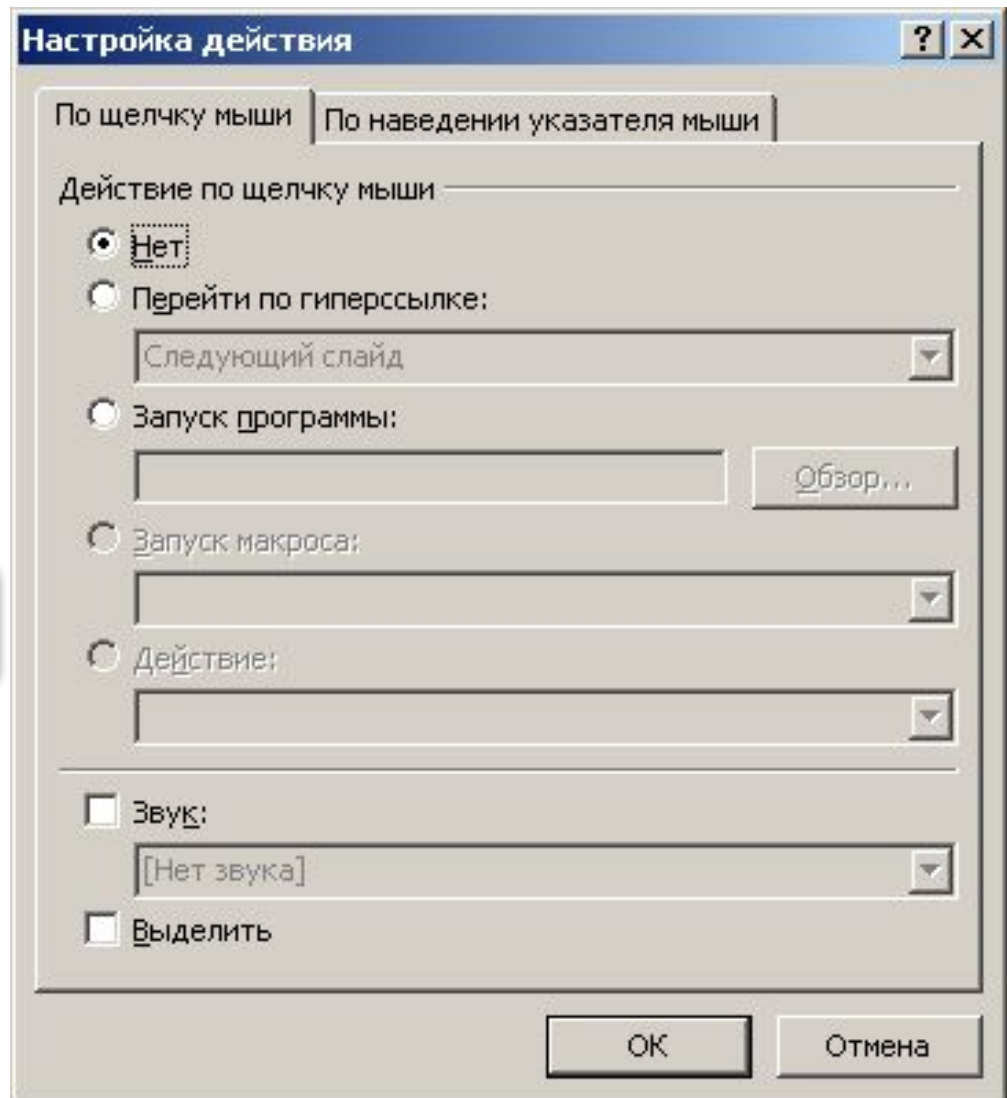 Настройка действия
По щелчку мыши
По наведении указателя мыши
Действие по щелчку мыши
Нет
Перейти по гиперссылке:
Следующий слайд
Запуск программы:
Обзор...
Запуск макроса:
Действие:
Звук:
[Нет звука]
Выделить
ОК
Отмена